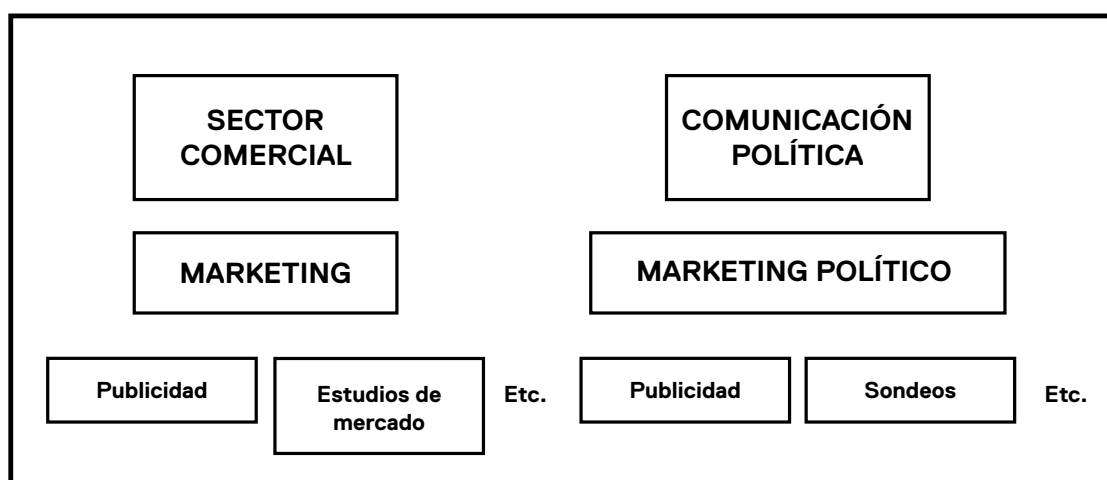 SECTOR
COMERCIAL
COMUNICACIÓN
POLÍTICA
MARKETING
MARKETING POLÍTICO
Publicidad
Estudios de
mercado
Etc.
Publicidad
Sondeos
Etc.